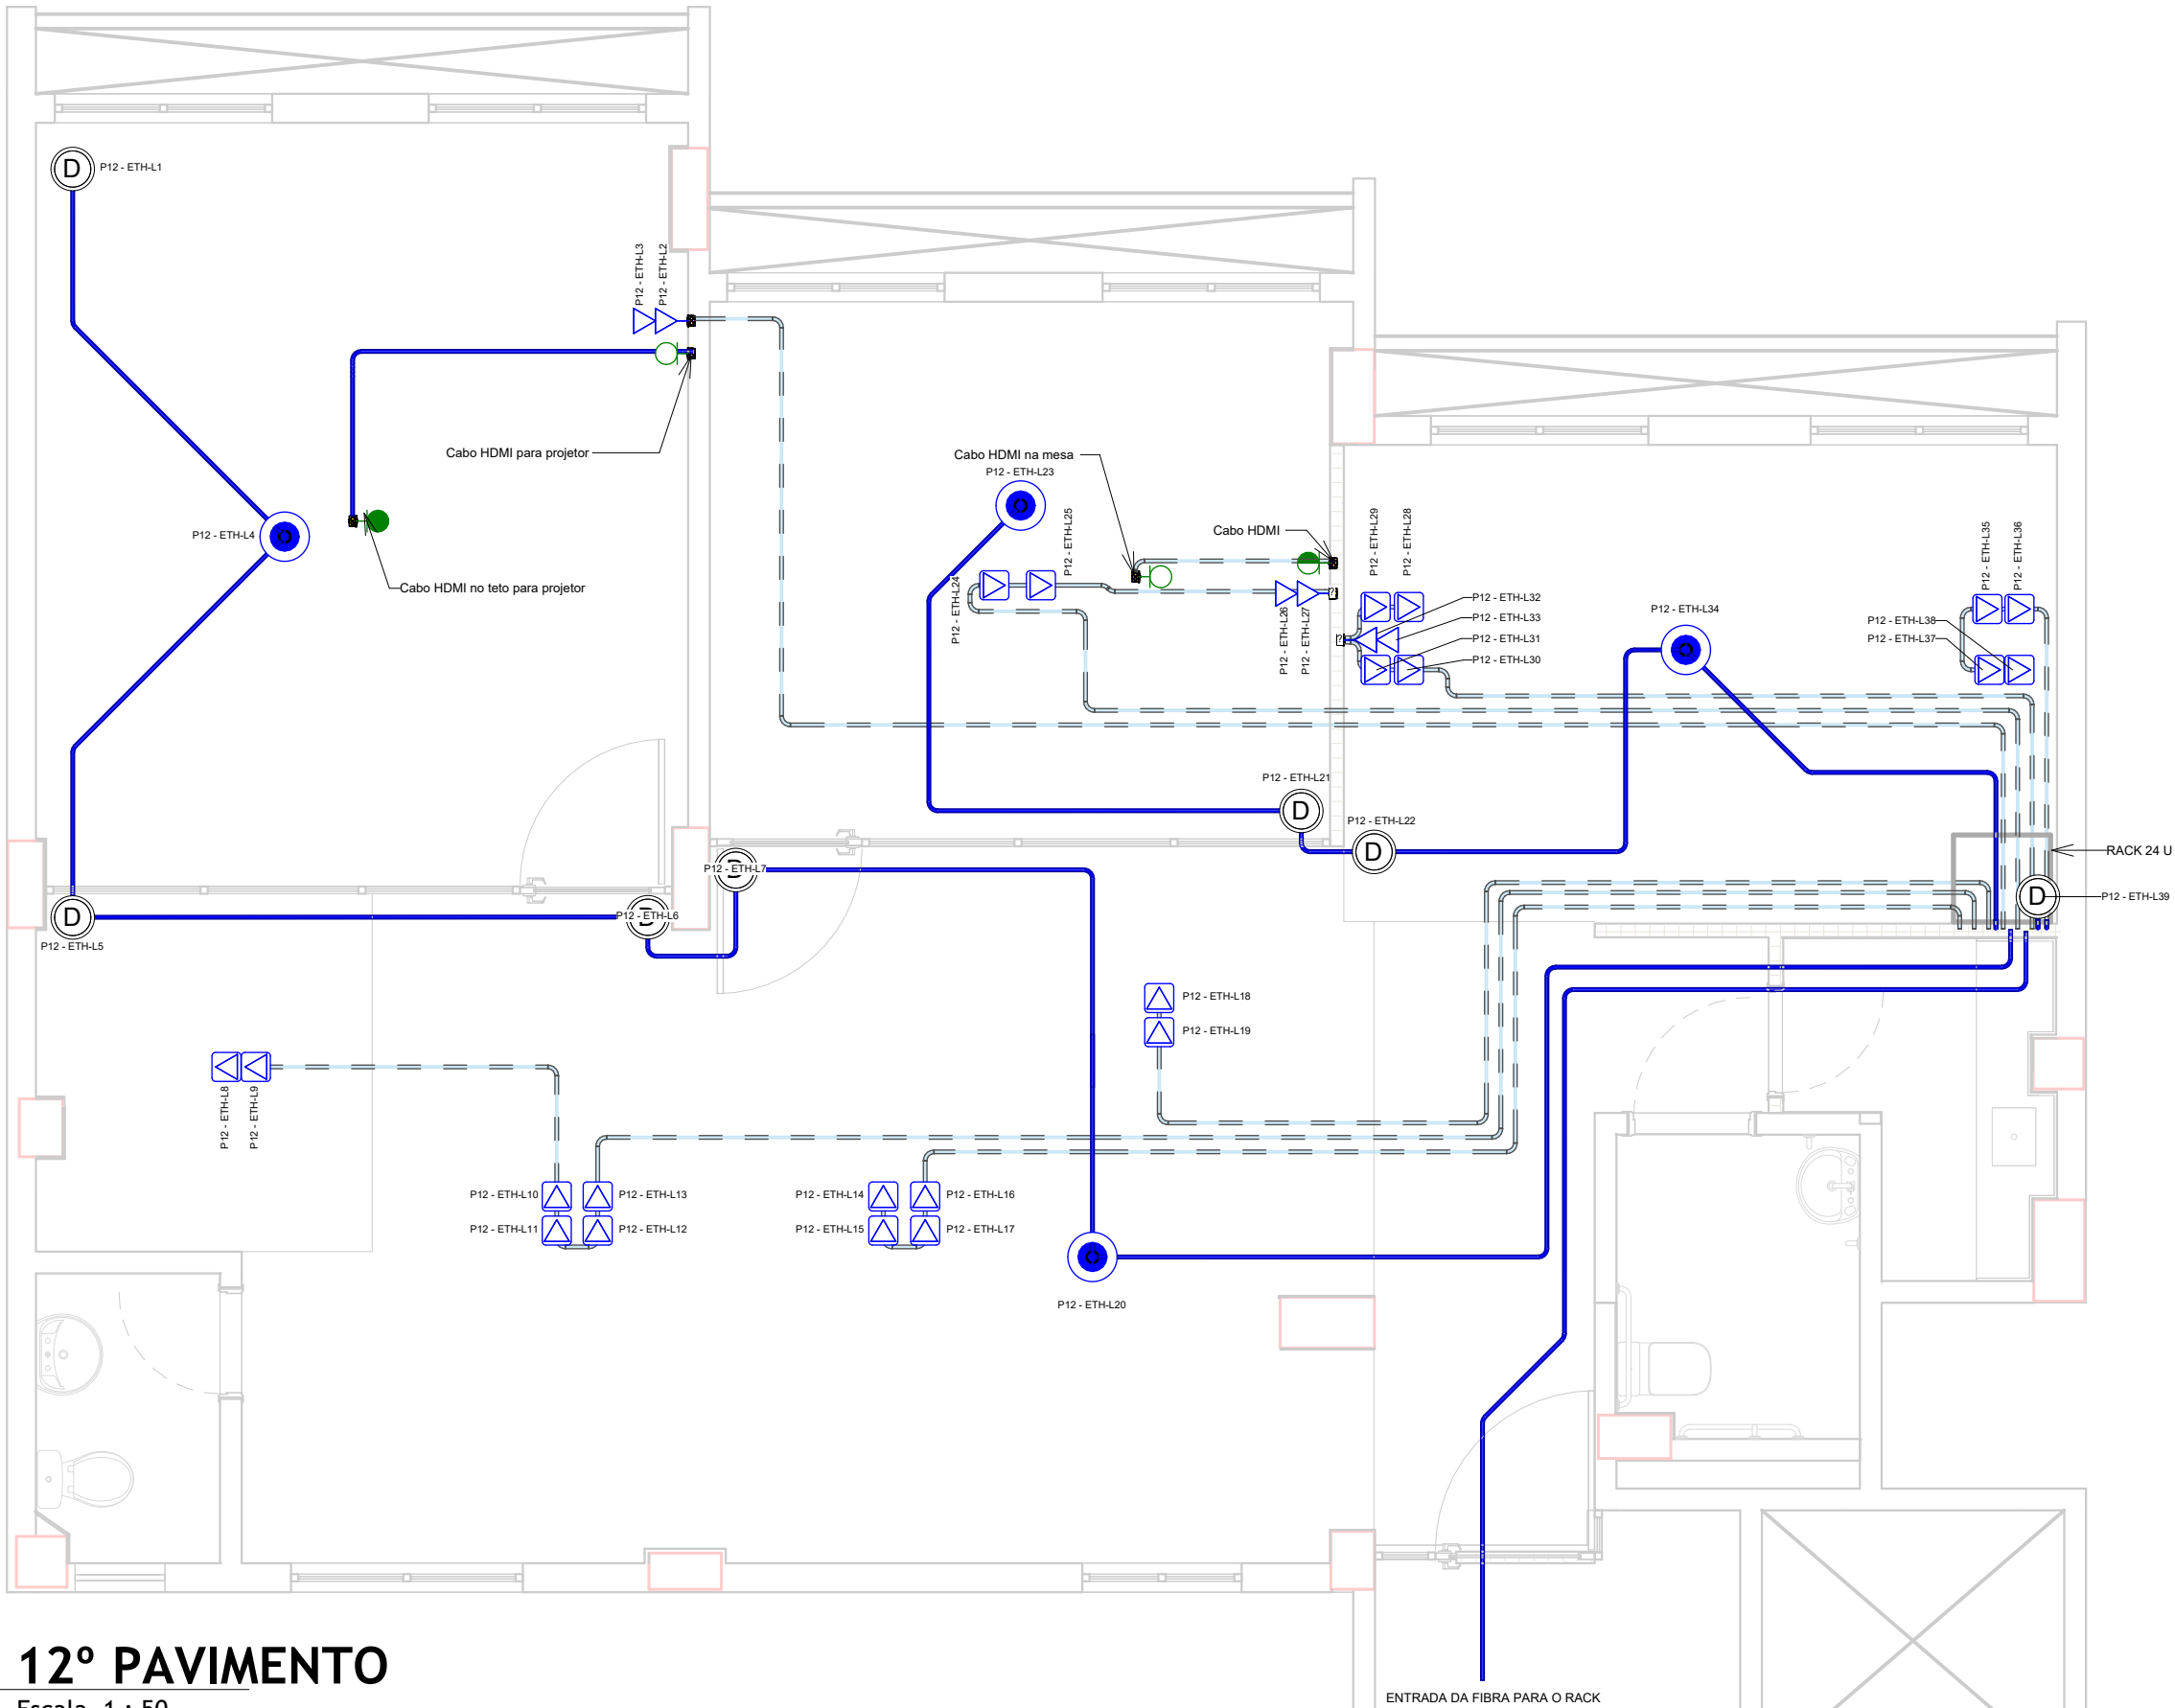 D
P12 - ETH-L1
P12 - ETH-L3
P12 - ETH-L2
Cabo HDMI para projetor
Cabo HDMI na mesa
P12 - ETH-L23
P12 - ETH-L4
Cabo HDMI no teto para projetor
P12 - ETH-L24
P12 - ETH-L25
Cabo HDMI
P12 - ETH-L26
P12 - ETH-L27
P12 - ETH-L29
P12 - ETH-L28
P12 - ETH-L32
P12 - ETH-L33
P12 - ETH-L31
P12 - ETH-L30
P12 - ETH-L34
P12 - ETH-L35
P12 - ETH-L36
P12 - ETH-L38
P12 - ETH-L37
P12 - ETH-L21
D
P12 - ETH-L22
D
RACK 24 U
D
P12 - ETH-L39
D
P12 - ETH-L7
D
P12 - ETH-L5
D
P12 - ETH-L6
P12 - ETH-L18
P12 - ETH-L19
P12 - ETH-L8
P12 - ETH-L9
P12 - ETH-L10
P12 - ETH-L13
P12 - ETH-L11
P12 - ETH-L12
P12 - ETH-L14
P12 - ETH-L16
P12 - ETH-L15
P12 - ETH-L17
P12 - ETH-L20
12º PAVIMENTO
Escala 1 : 50
ENTRADA DA FIBRA PARA O RACK